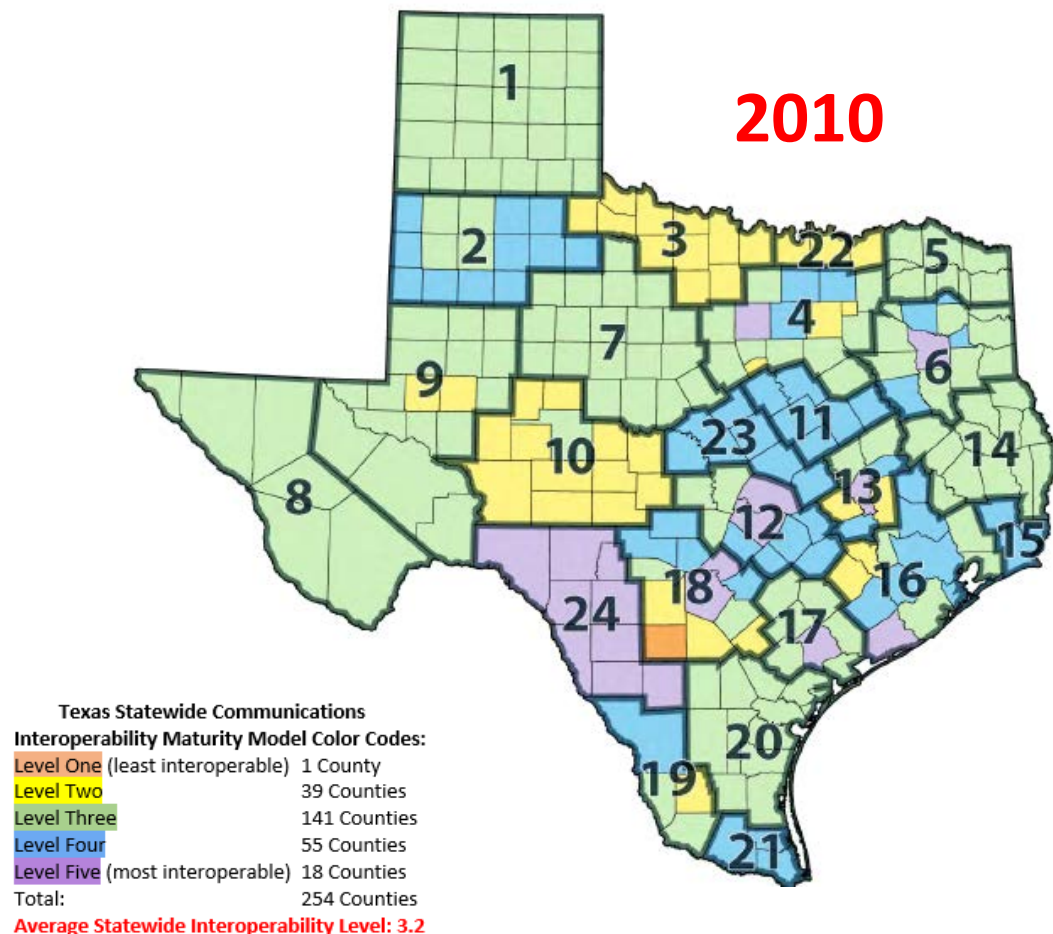 1
2010
2
3
22
5
4
7
6
9
23
11
10
14
8
13
12
15
16
18
24
17
20
19
21
Texas Statewide Communications
Interoperability Maturity Model Color Codes:
Level One (least interoperable) 1 County
Level Two 39 Counties
Level Three 141 Counties
Level Four 55 Counties
Level Five (most interoperable) 18 Counties
Total: 254 Counties
Average Statewide Interoperability Level: 3.2